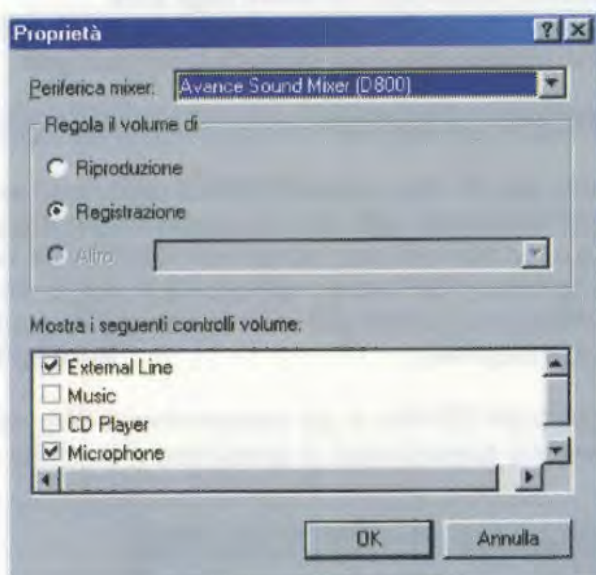 Proprietà
Periferica mixer: Avance Sound Mixer (D800)
Regola il volume di
Riproduzione
Registrazione
Altro
Mostra i seguenti controlli volume:
External Line
Music
CD Player
Microphone
OK Annulla